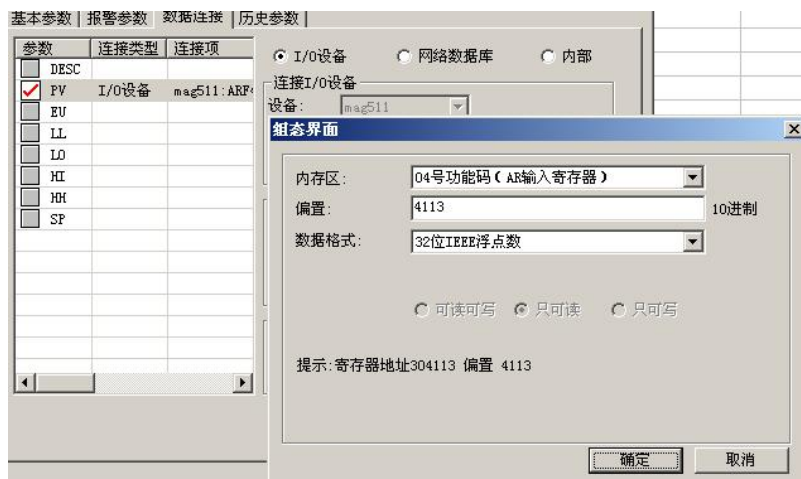 基本参数 报警参数 数据连接 历史参数
参数 连接类型 连接项
DESC
PV I/O设备 mag511:ARF
EU
LL
LO
HI
HH
SP
I/O设备 网络数据库 内部
连接I/O设备
设备: mag511
组态界面
内存区: 04号功能码(AR输入寄存器)
偏置: 4113 10进制
数据格式: 32位IEEE浮点数
可读可写 只可读 只可写
提示:寄存器地址304113 偏置 4113
确定 取消